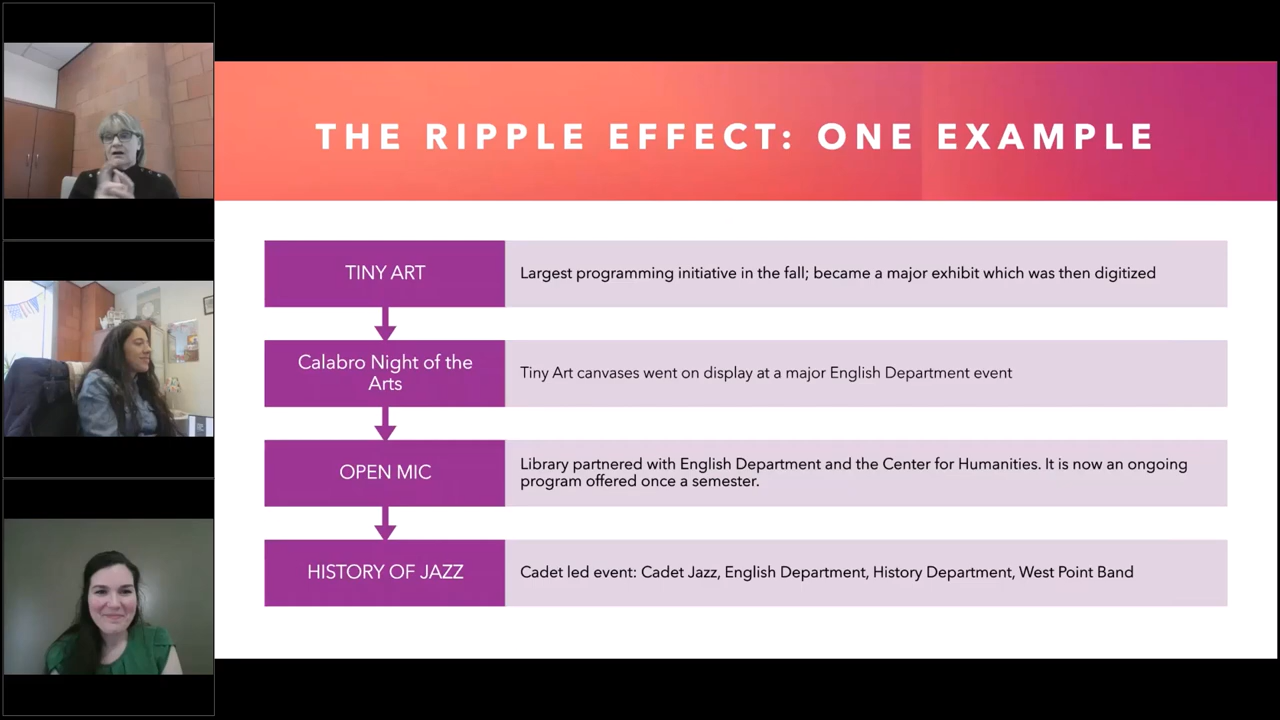 THE RIPPLE EFFECT: ONE EXAMPLE
TINY ART
Largest programming initiative in the fall; became a major exhibit which was then digitized
Calabro Night of the
Arts
Tiny Art canvases went on display at a major English Department event
OPEN MIC
Library partnered with English Department and the Center for Humanities. It is now an ongoing
program offered once a semester.
HISTORY OF JAZZ
Cadet led event: Cadet Jazz, English Department, History Department, West Point Band